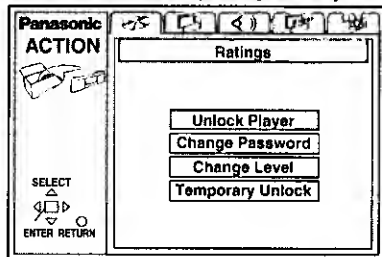 Panasonic
ACTION
Ratings
Unlock Player
Change Password
Change Level
Temporary Unlock
SELECT
ENTER RETURN